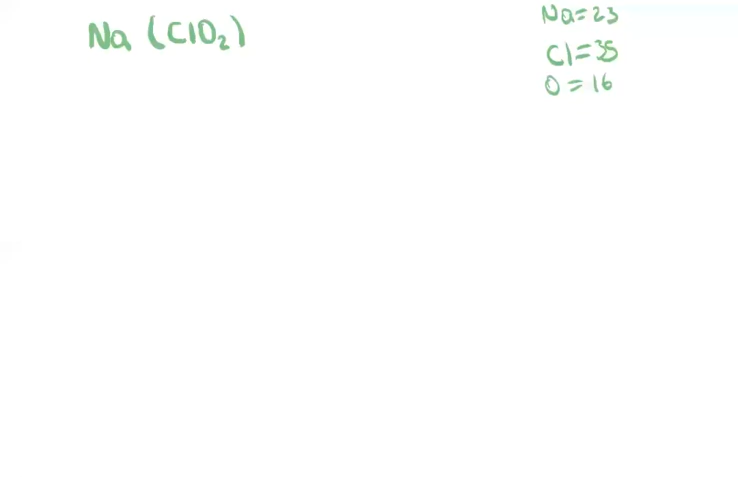 Na (ClO₂)
Na=23
Cl=35
O=16